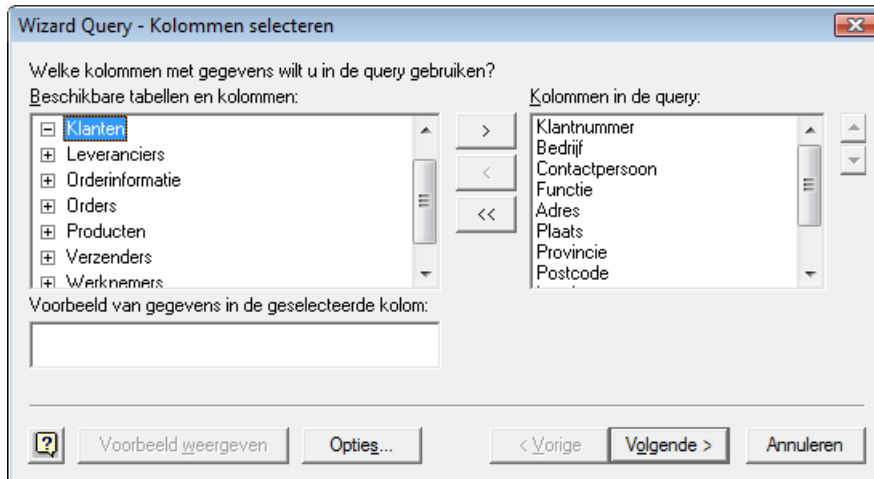 Wizard Query - Kolommen selecteren
Welke kolommen met gegevens wilt u in de query gebruiken?
Beschikbare tabellen en kolommen:
Klanten
Leveranciers
Orderinformatie
Orders
Producten
Verzenders
Werknemers
>
<
<<
Kolommen in de query:
Klantnummer
Bedrijf
Contactpersoon
Functie
Adres
Plaats
Provincie
Postcode
Voorbeeld van gegevens in de geselecteerde kolom:
Voorbeeld weergeven
Opties...
< Vorige
Volgende >
Annuleren